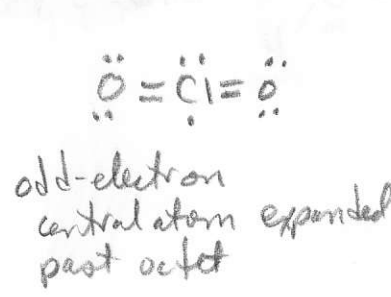 Ö=Cl=O
odd-electron
central atom expanded
past octet